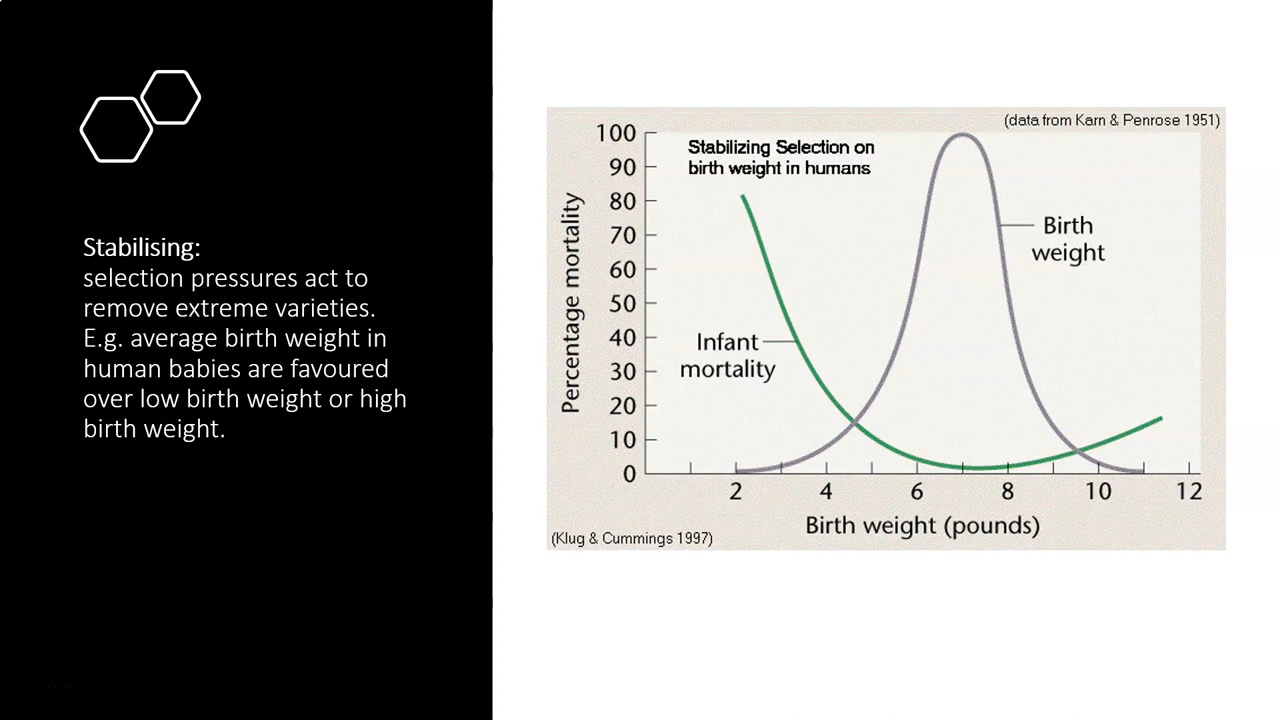 Stabilising:
selection pressures act to
remove extreme varieties.
E.g. average birth weight in
human babies are favoured
over low birth weight or high
birth weight.
(data from Karn & Penrose 1951)
Stabilizing Selection on
birth weight in humans
Percentage mortality
100
90
80
70
60
50
40
30
20
10
0
Birth
weight
Infant
mortality
2 4 6 8 10 12
Birth weight (pounds)
(Klug & Cummings 1997)